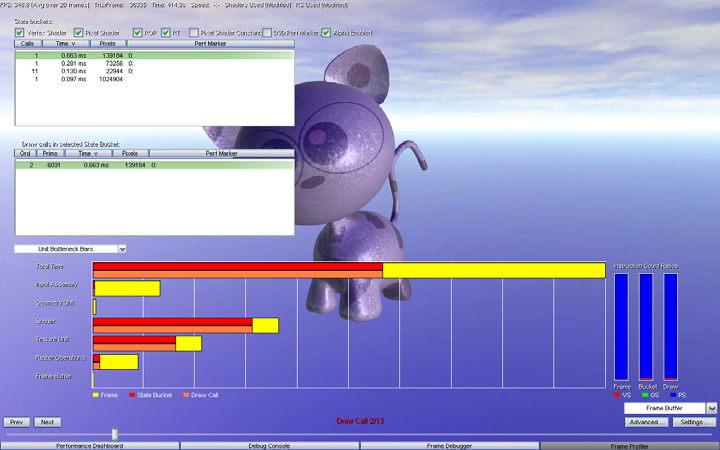 FPS: 348.8 [Avg over 20 frames] Tris/Frame: 36335 Time: 414.3s Speed: -:- Shaders Used [Modified] RS Used [Modified]
State buckets:
Vertex Shader Pixel Shader ROP RT Pixel Shader Constants D3D Perf Markers Alpha Enabled
Calls Time v Pixels Perf Marker
1 0.663 ms 139184 0:
1 0.281 ms 73256 0:
11 0.130 ms 22944 0:
1 0.097 ms 1024904
Draw calls in selected State Bucket:
Ord Prims Time v Pixels Perf Marker
2 6031 0.663 ms 139184 0:
Unit Bottleneck Bars
Total Time
Instruction Count Ratios
Input Assembly
Geometry Unit
Shader
Texture Unit
Raster Operations
Frame Buffer
Frame Bucket Draw
Frame State Bucket Draw Call
VS GS PS
Frame Buffer
Prev Next
Draw Call 2/13
Advanced... Settings...
Performance Dashboard Debug Console Frame Debugger Frame Profiler